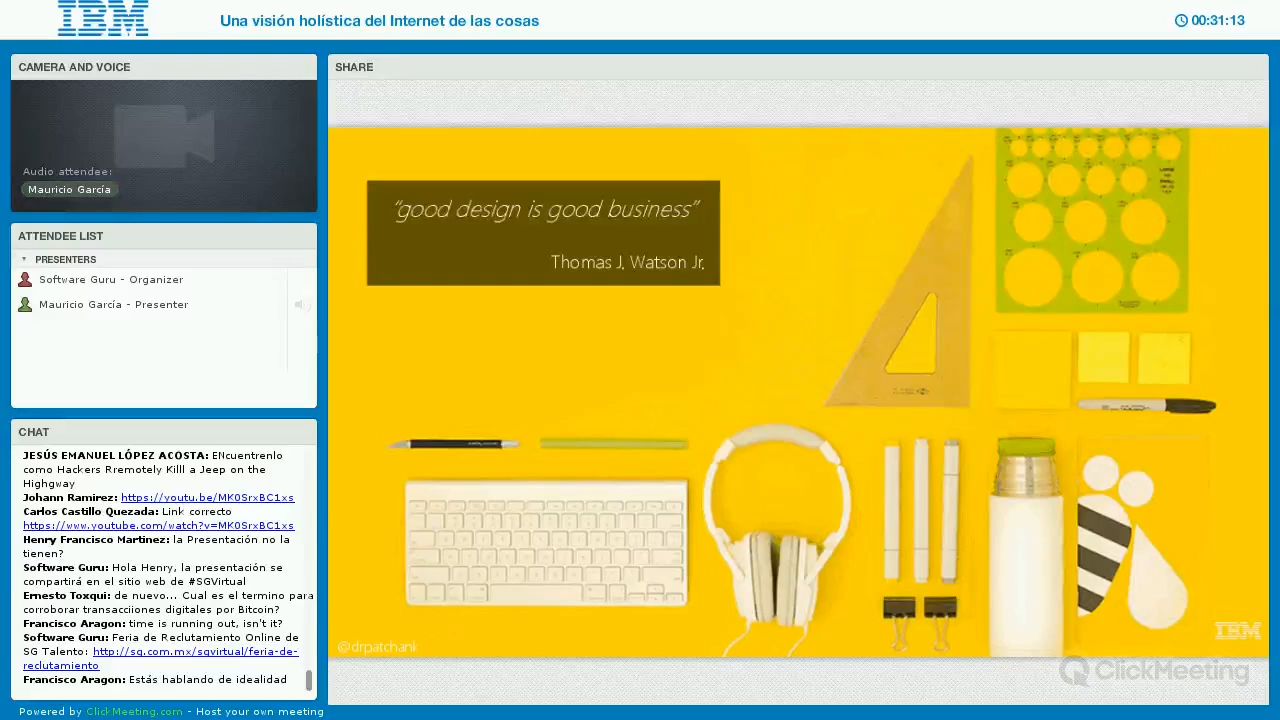 IBM
Una visión holística del Internet de las cosas
00:31:13
CAMERA AND VOICE
Audio attendee:
Mauricio García
ATTENDEE LIST
PRESENTERS
Software Guru - Organizer
Mauricio García - Presenter
CHAT
JESÚS EMANUEL LÓPEZ ACOSTA: ENcuentrenlo
como Hackers Rremotely Killl a Jeep on the
Highgway
Johann Ramirez: https://youtu.be/MK0SrxBC1xs
Carlos Castillo Quezada: Link correcto
https://www.youtube.com/watch?v=MK0SrxBC1xs
Henry Francisco Martinez: la Presentación no la
tienen?
Software Guru: Hola Henry, la presentación se
compartirá en el sitio web de #SGVirtual
Ernesto Toxqui: de nuevo... Cual es el termino para
corroborar transacciiones digitales por Bitcoin?
Francisco Aragon: time is running out, isn't it?
Software Guru: Feria de Reclutamiento Online de
SG Talento: http://sg.com.mx/sgvirtual/feria-de-
reclutamiento
Francisco Aragon: Estás hablando de idealidad
Powered by ClickMeeting.com - Host your own meeting
SHARE
“good design is good business”
Thomas J. Watson Jr.
@drpatchank
IBM
ClickMeeting